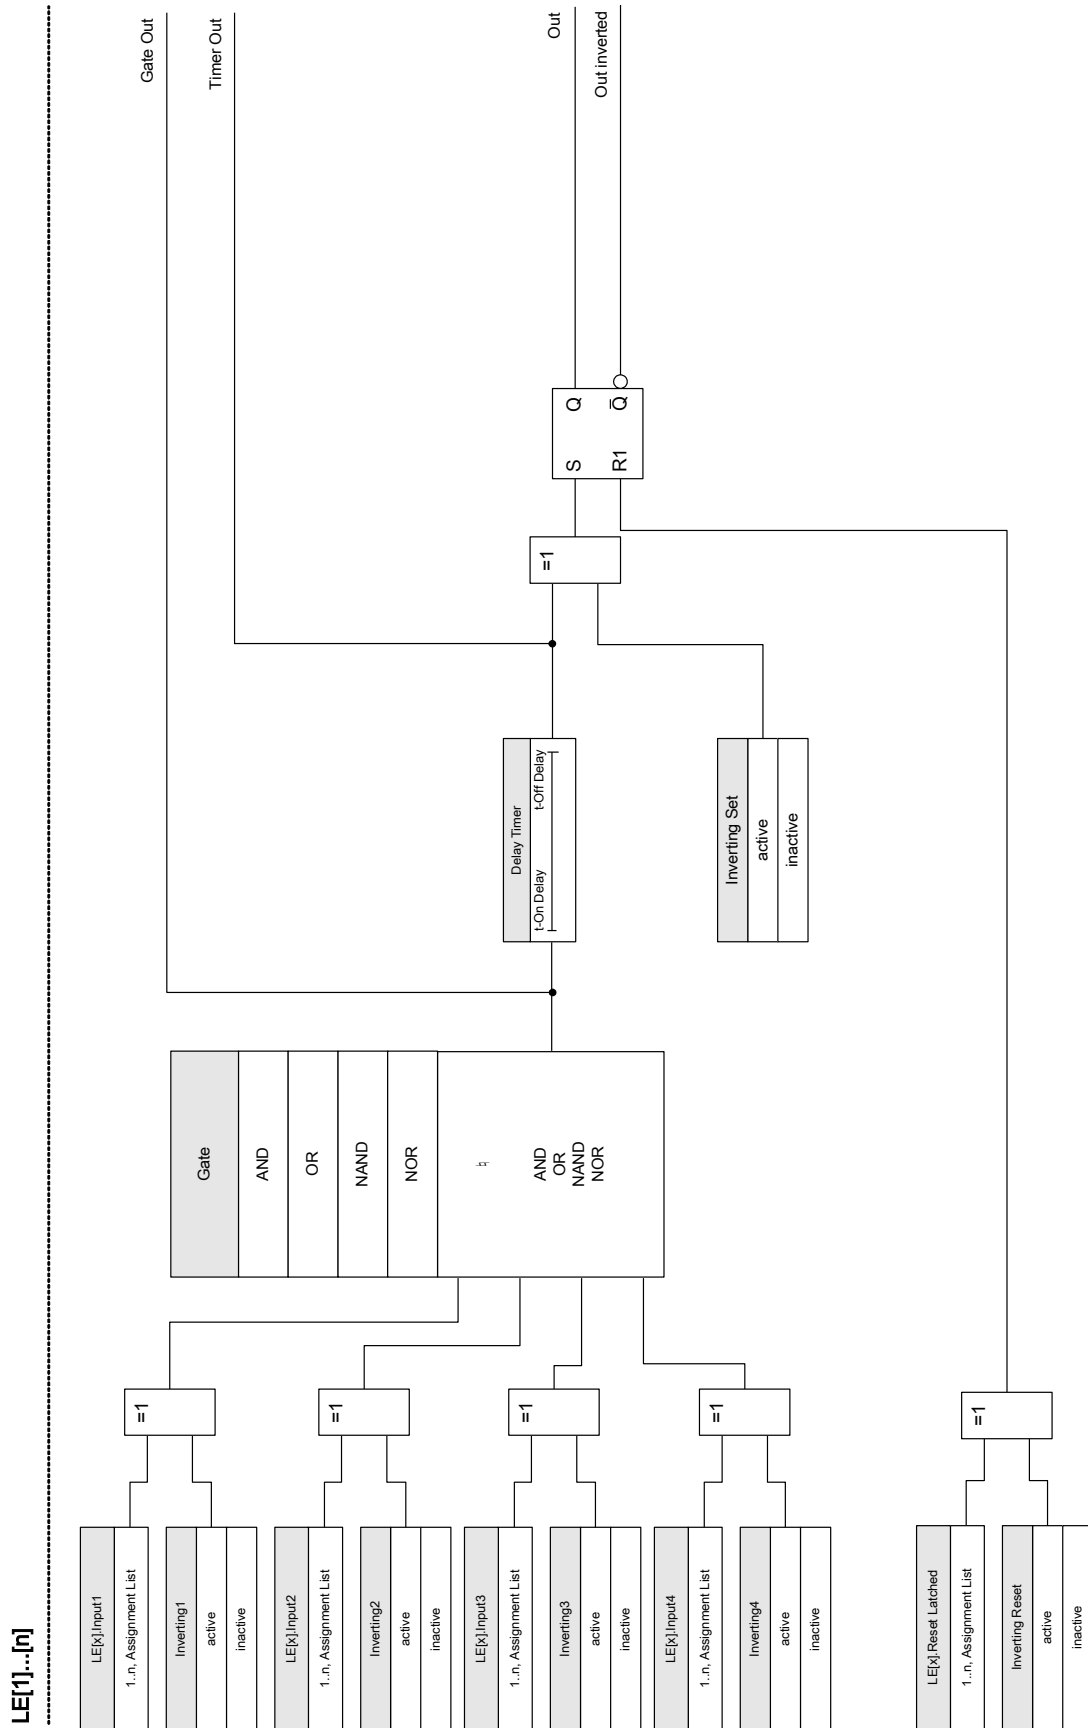 LE[1]...[n]
LE[x].Input1
1..n, Assignment List
Inverting1
active
inactive
LE[x].Input2
1..n, Assignment List
Inverting2
active
inactive
LE[x].Input3
1..n, Assignment List
Inverting3
active
inactive
LE[x].Input4
1..n, Assignment List
Inverting4
active
inactive
LE[x].Reset Latched
1..n, Assignment List
Inverting Reset
active
inactive
=1
=1
=1
=1
=1
Gate
AND
OR
NAND
NOR
AND
OR
NAND
NOR
Delay Timer
t-On Delay
t-Off Delay
Inverting Set
active
inactive
=1
S
Q
R1
Q̅
Gate Out
Timer Out
Out
Out inverted